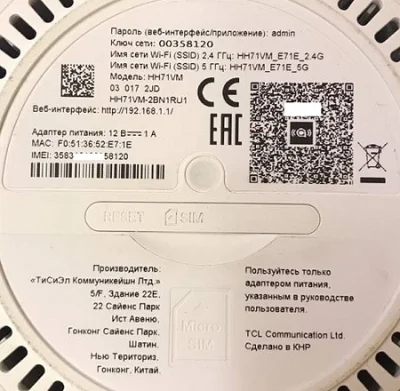 Пароль (веб-интерфейс/приложение): admin
Ключ сети: 00358120
Имя сети Wi-Fi (SSID) 2,4 ГГц: HH71VM_E71E_2.4G
Имя сети Wi-Fi (SSID) 5 ГГц: HH71VM_E71E_5G
Модель: HH71VM
03 017 2JD
HH71VM-2BN1RU1
Веб-интерфейс: http://192.168.1.1/
Адаптер питания: 12 В 1 А
MAC: F0:51:36:52:E7:1E
IMEI: 3583 58120
CE
EAC
RESET SIM
Производитель:
«ТиСиЭл Коммуникейшн Лтд.»
5/F, Здание 22E,
22 Сайенс Парк
Ист Авеню,
Гонконг Сайенс Парк,
Шатин.
Нью Териториз,
Гонконг, Китай.
Micro
SIM
Пользуйтесь только
адаптером питания,
указанным в руководстве
пользователя.
TCL Communication Ltd.
Сделано в КНР